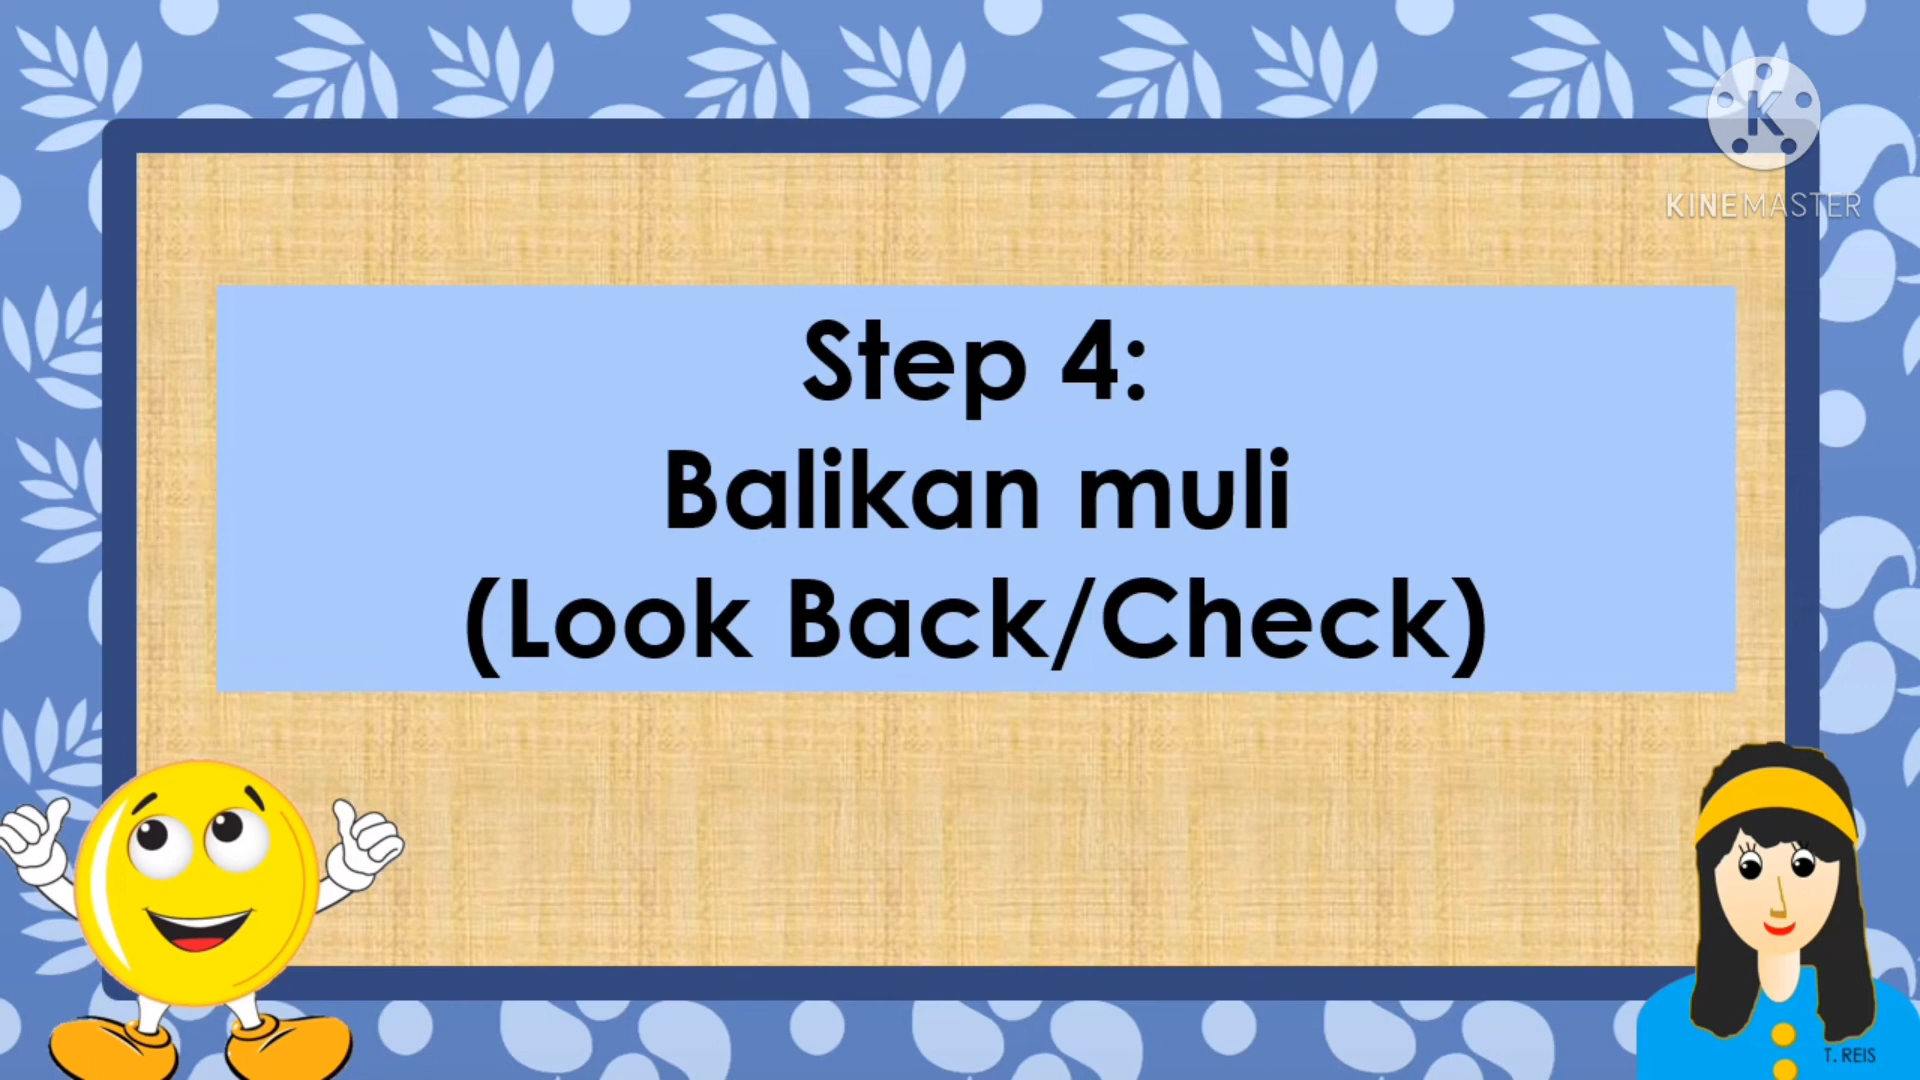 K
KINEMASTER
Step 4:
Balikan muli
(Look Back/Check)
T. REIS